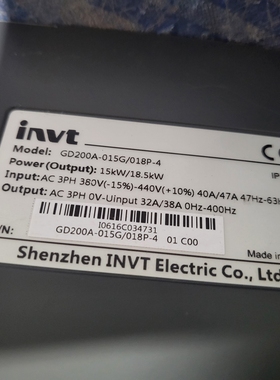 invt
Model: GD200A-015G/018P-4
IP
Power(Output): 15kW/18.5kW
Input: AC 3PH 380V(-15%)-440V(+10%) 40A/47A 47Hz-63H
Output: AC 3PH 0V-Uinput 32A/38A 0Hz-400Hz
I0616C034731
/N:
GD200A-015G/018P-4 01 C00
Shenzhen INVT Electric Co., Ltd